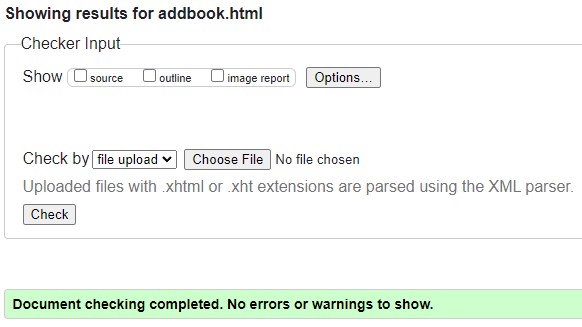 Showing results for addbook.html
Checker Input
Show source outline image report Options...
Check by file upload Choose File No file chosen
Uploaded files with .xhtml or .xht extensions are parsed using the XML parser.
Check
Document checking completed. No errors or warnings to show.